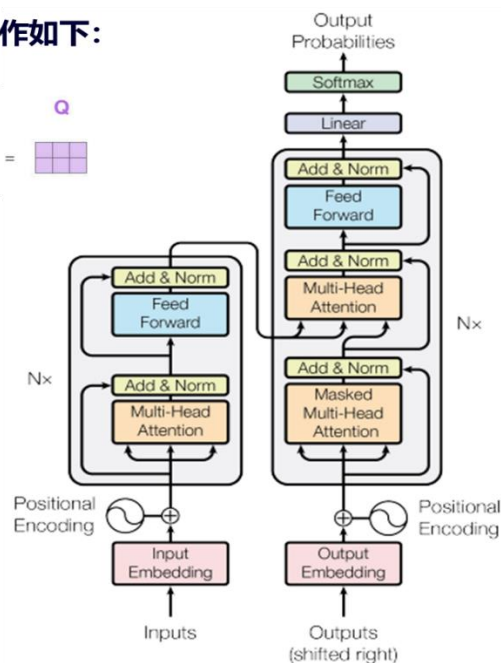 作如下：
Q
=
Output
Probabilities
Softmax
Linear
Add & Norm
Feed
Forward
Add & Norm
Multi-Head
Attention
Add & Norm
Masked
Multi-Head
Attention
Nx
Add & Norm
Feed
Forward
Add & Norm
Multi-Head
Attention
Nx
Positional
Encoding
Positional
Encoding
Input
Embedding
Output
Embedding
Inputs
Outputs
(shifted right)